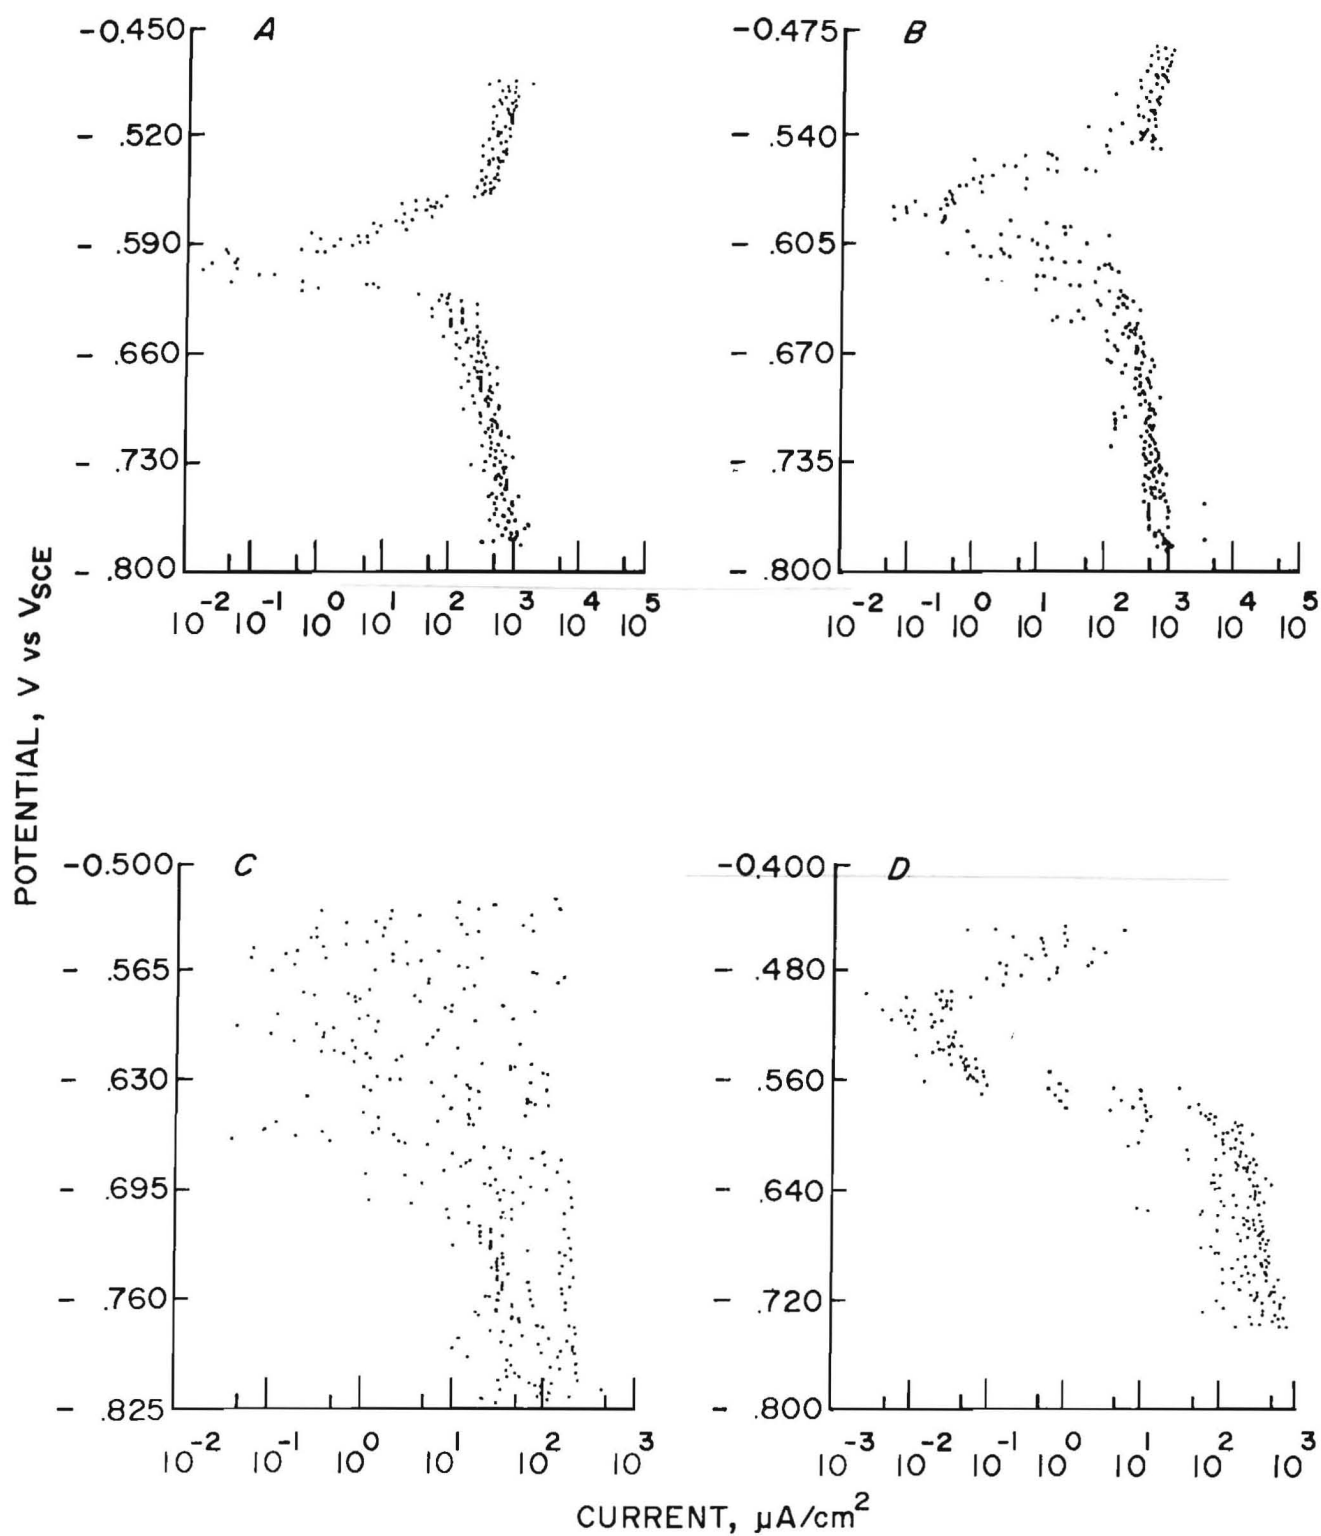 -0.450 A
- .520
- .590
- .660
- .730
- .800
10^-2 10^-1 10^0 10^1 10^2 10^3 10^4 10^5
-0.475 B
- .540
- .605
- .670
- .735
- .800
10^-2 10^-1 10^0 10^1 10^2 10^3 10^4 10^5
POTENTIAL, V vs V_SCE
-0.500 C
- .565
- .630
- .695
- .760
- .825
10^-2 10^-1 10^0 10^1 10^2 10^3
-0.400 D
- .480
- .560
- .640
- .720
- .800
10^-3 10^-2 10^-1 10^0 10^1 10^2 10^3
CURRENT, µA/cm²